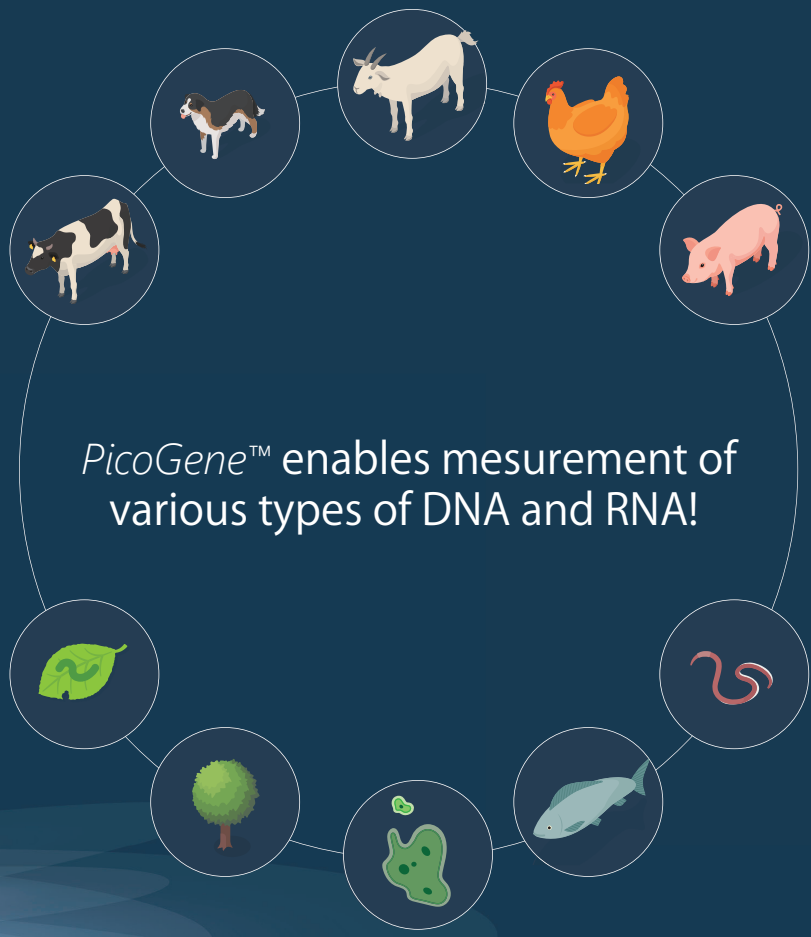 PicoGene™ enables mesurement of
various types of DNA and RNA!